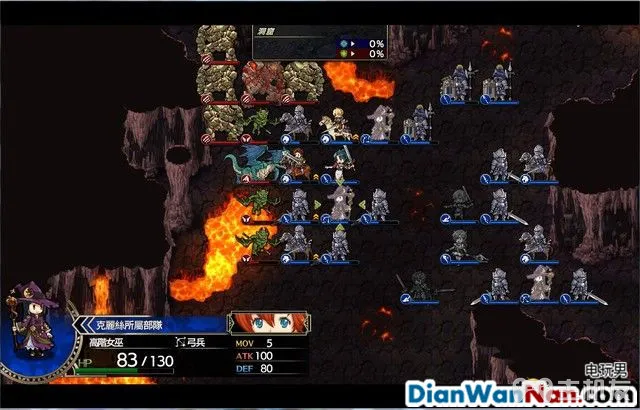 洞窟
0%
0%
克麗絲所屬部隊
高階女巫 弓兵
HP 83/130
MOV 5
ATK 100
DEF 80
电玩男
DianWanNan.com